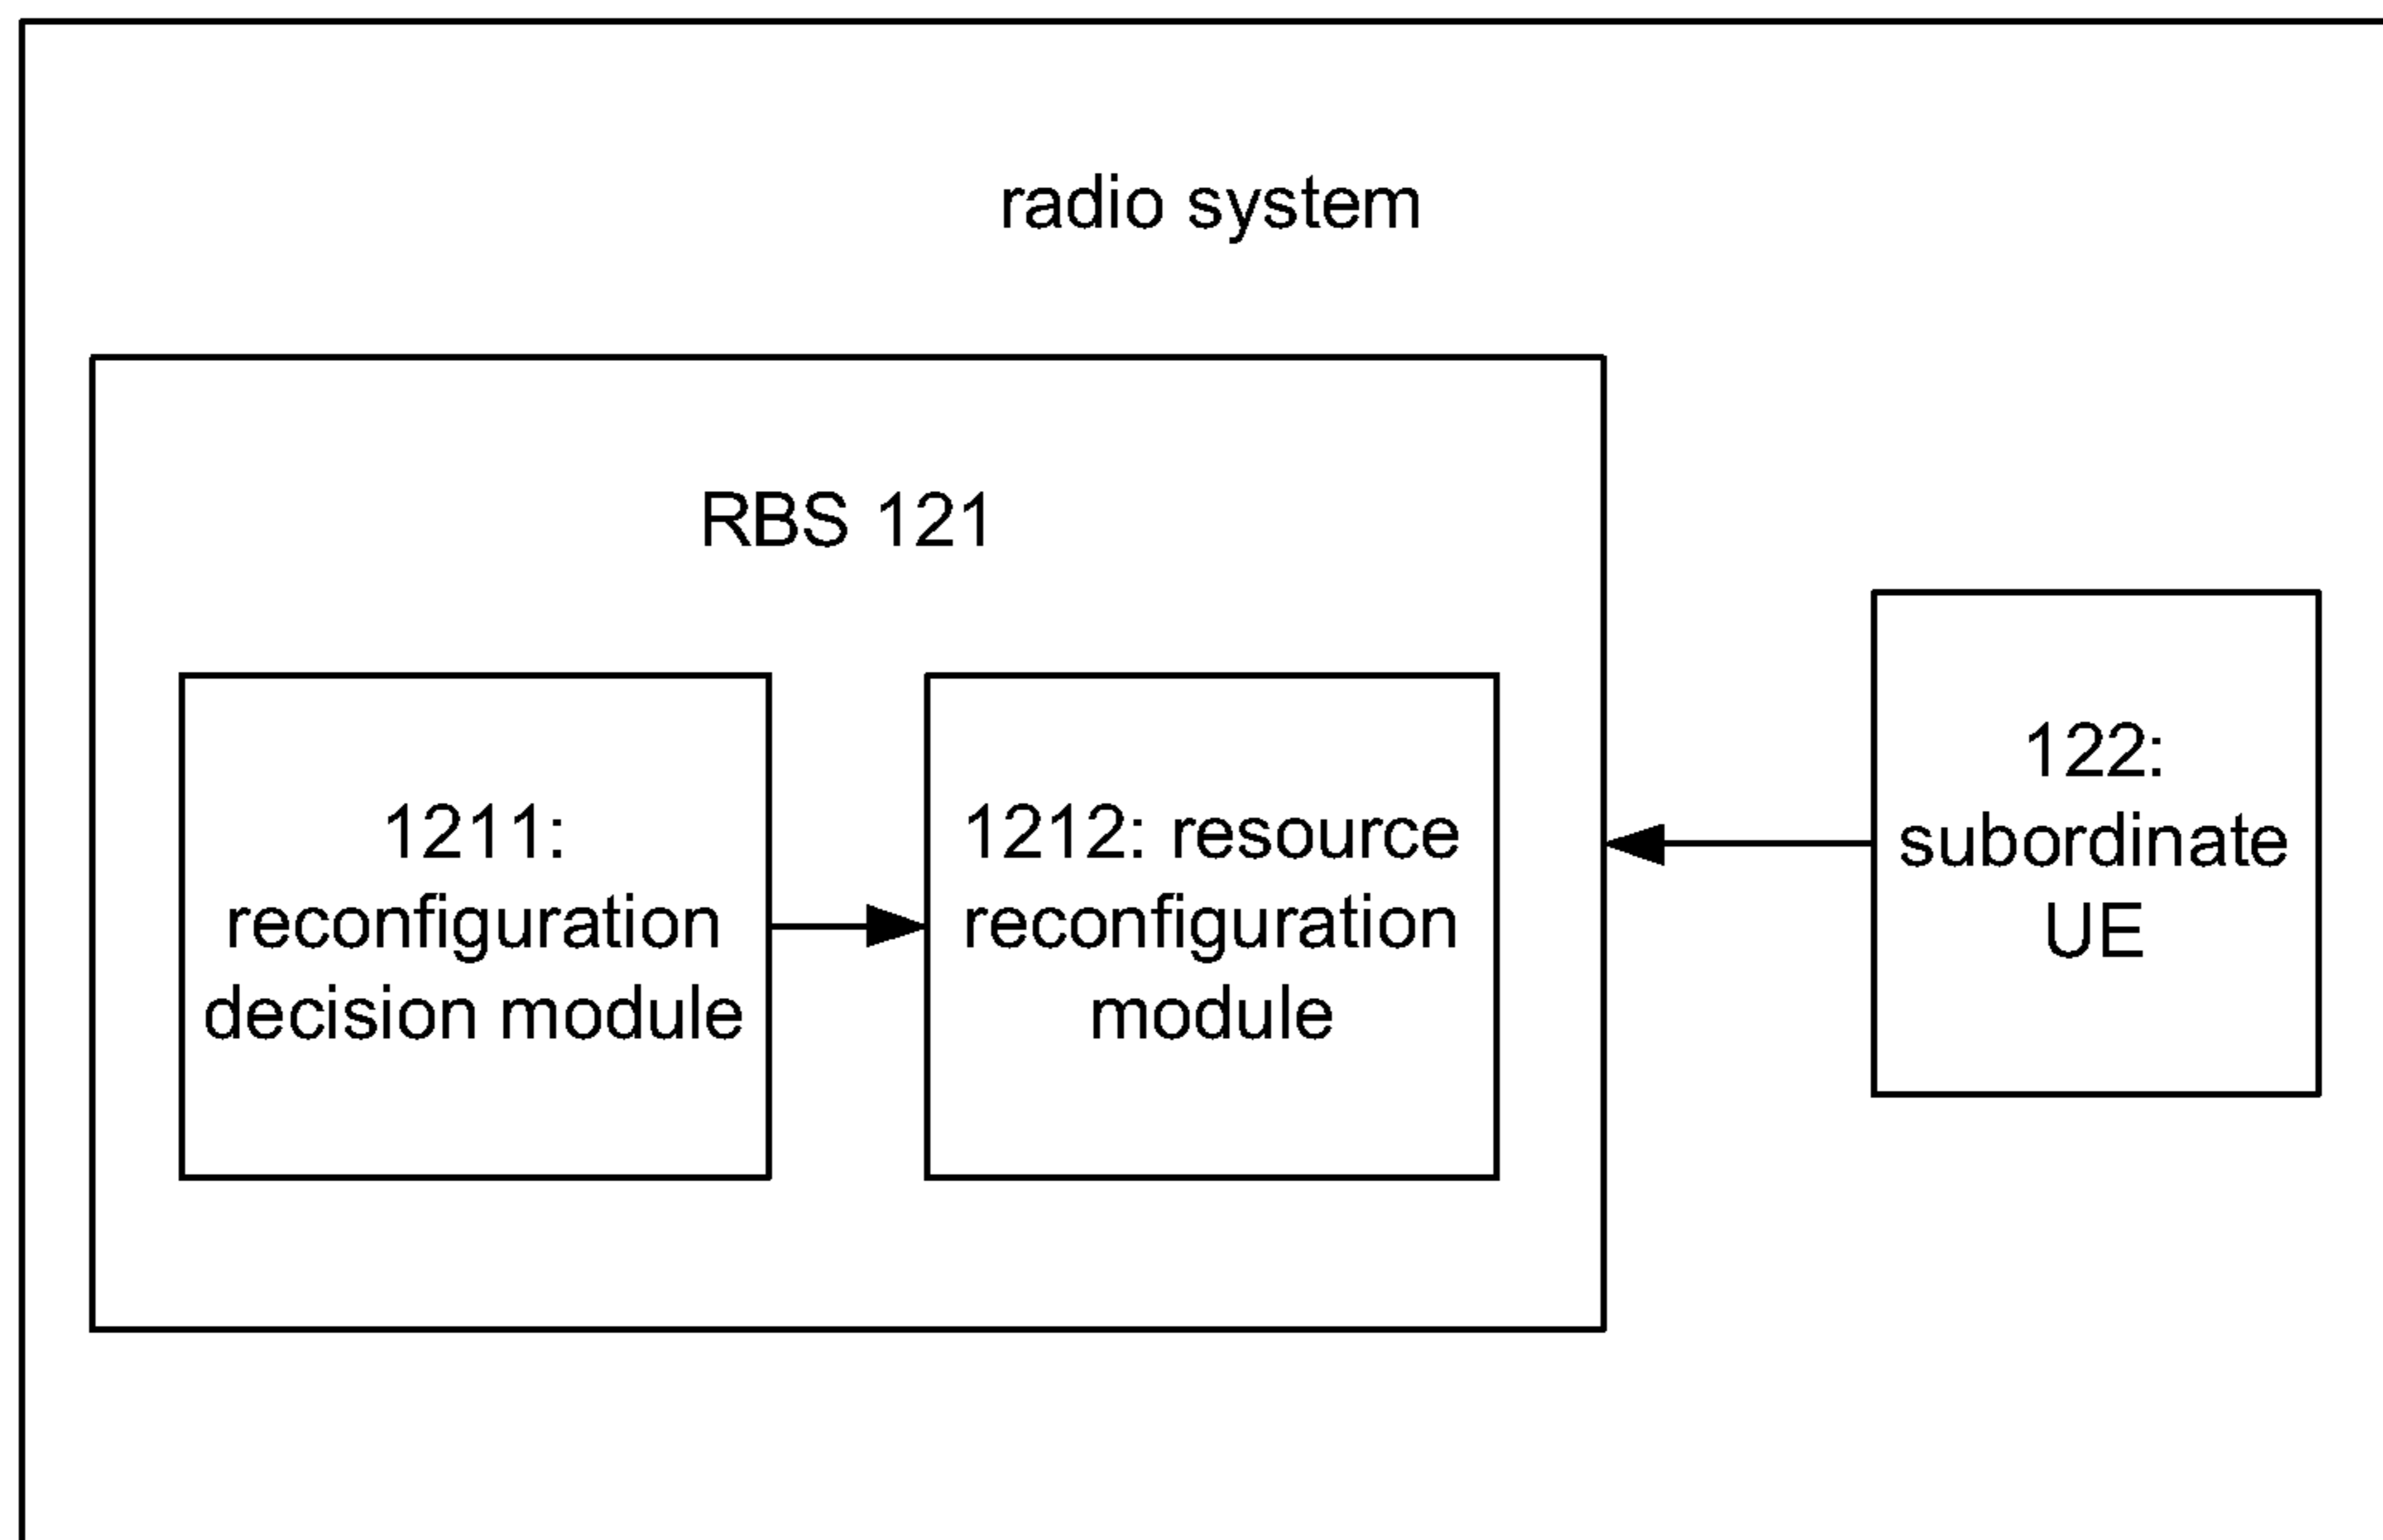 radio system
RBS 121
1211:
reconfiguration
decision module
1212: resource
reconfiguration
module
122:
subordinate
UE